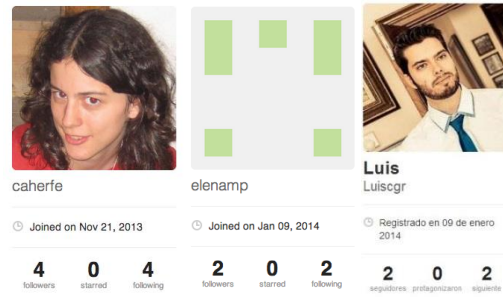 caherfe
Joined on Nov 21, 2013
4 0 4
followers starred following
elenamp
Joined on Jan 09, 2014
2 0 2
followers starred following
Luis
Luiscgr
Registrado en 09 de enero
2014
2 0 2
seguidores protagonizaron siguiente